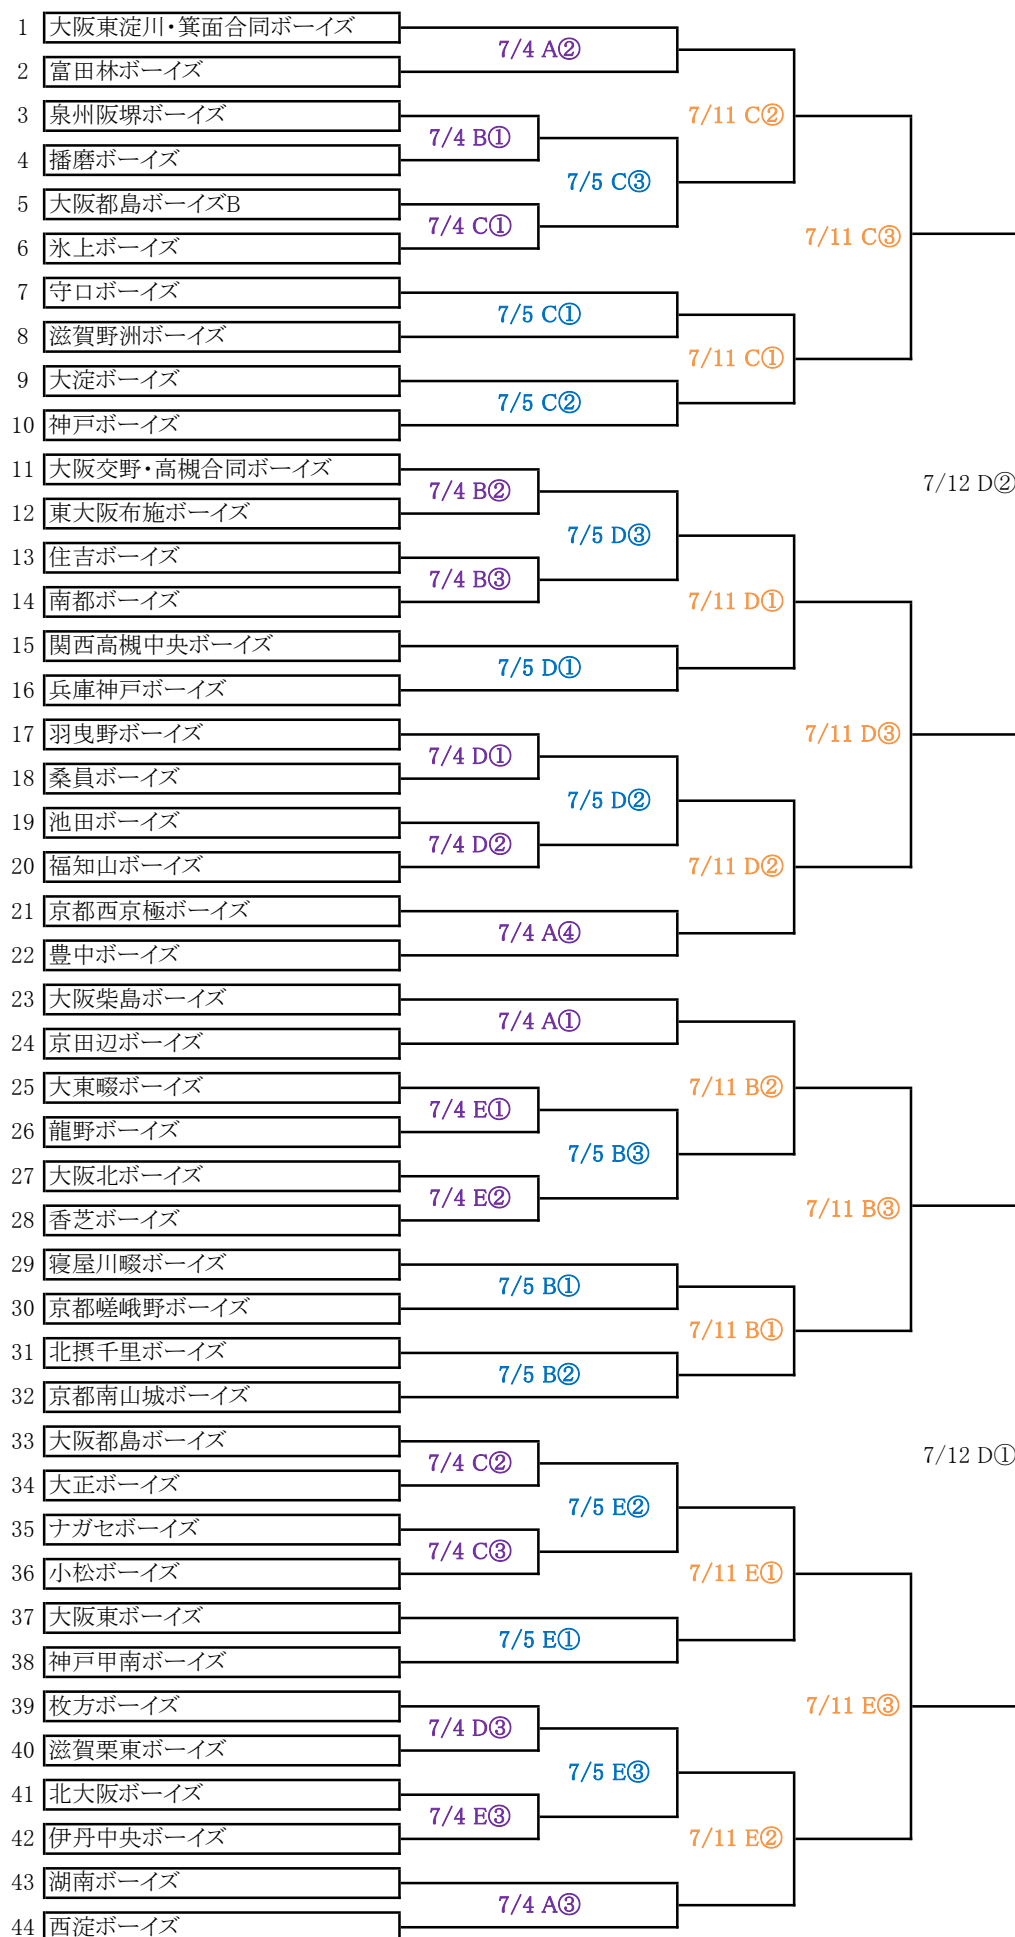 1 大阪東淀川・箕面合同ボーイズ
7/4 A②
2 富田林ボーイズ
3 泉州阪堺ボーイズ
7/11 C②
7/4 B①
4 播磨ボーイズ
7/5 C③
5 大阪都島ボーイズB
7/4 C①
6 氷上ボーイズ
7/11 C③
7 守口ボーイズ
7/5 C①
8 滋賀野洲ボーイズ
7/11 C①
9 大淀ボーイズ
7/5 C②
10 神戸ボーイズ
11 大阪交野・高槻合同ボーイズ
7/12 D②
7/4 B②
12 東大阪布施ボーイズ
7/5 D③
13 住吉ボーイズ
7/4 B③
14 南都ボーイズ
7/11 D①
15 関西高槻中央ボーイズ
7/5 D①
16 兵庫神戸ボーイズ
17 羽曳野ボーイズ
7/11 D③
7/4 D①
18 桑員ボーイズ
7/5 D②
19 池田ボーイズ
7/4 D②
20 福知山ボーイズ
7/11 D②
21 京都西京極ボーイズ
7/4 A④
22 豊中ボーイズ
23 大阪柴島ボーイズ
7/4 A①
24 京田辺ボーイズ
25 大東畷ボーイズ
7/11 B②
7/4 E①
26 龍野ボーイズ
7/5 B③
27 大阪北ボーイズ
7/4 E②
28 香芝ボーイズ
7/11 B③
29 寝屋川畷ボーイズ
7/5 B①
30 京都嵯峨野ボーイズ
7/11 B①
31 北摂千里ボーイズ
7/5 B②
32 京都南山城ボーイズ
33 大阪都島ボーイズ
7/12 D①
7/4 C②
34 大正ボーイズ
7/5 E②
35 ナガセボーイズ
7/4 C③
36 小松ボーイズ
7/11 E①
37 大阪東ボーイズ
7/5 E①
38 神戸甲南ボーイズ
39 枚方ボーイズ
7/11 E③
7/4 D③
40 滋賀栗東ボーイズ
7/5 E③
41 北大阪ボーイズ
7/4 E③
42 伊丹中央ボーイズ
7/11 E②
43 湖南ボーイズ
7/4 A③
44 西淀ボーイズ